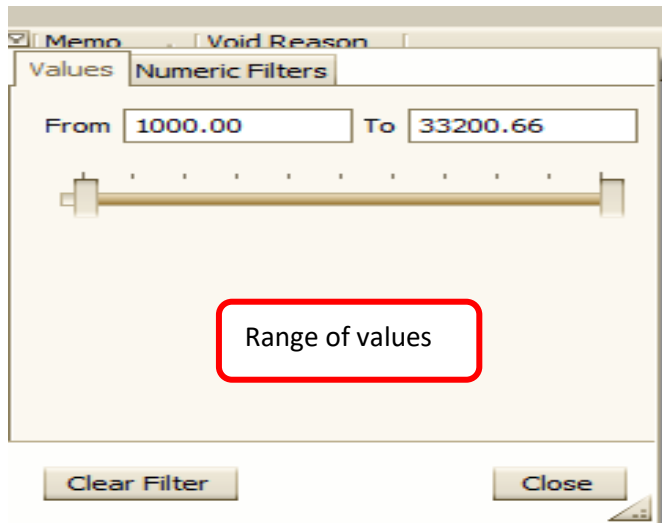 Memo Void Reason
Values Numeric Filters
From 1000.00 To 33200.66
Range of values
Clear Filter Close